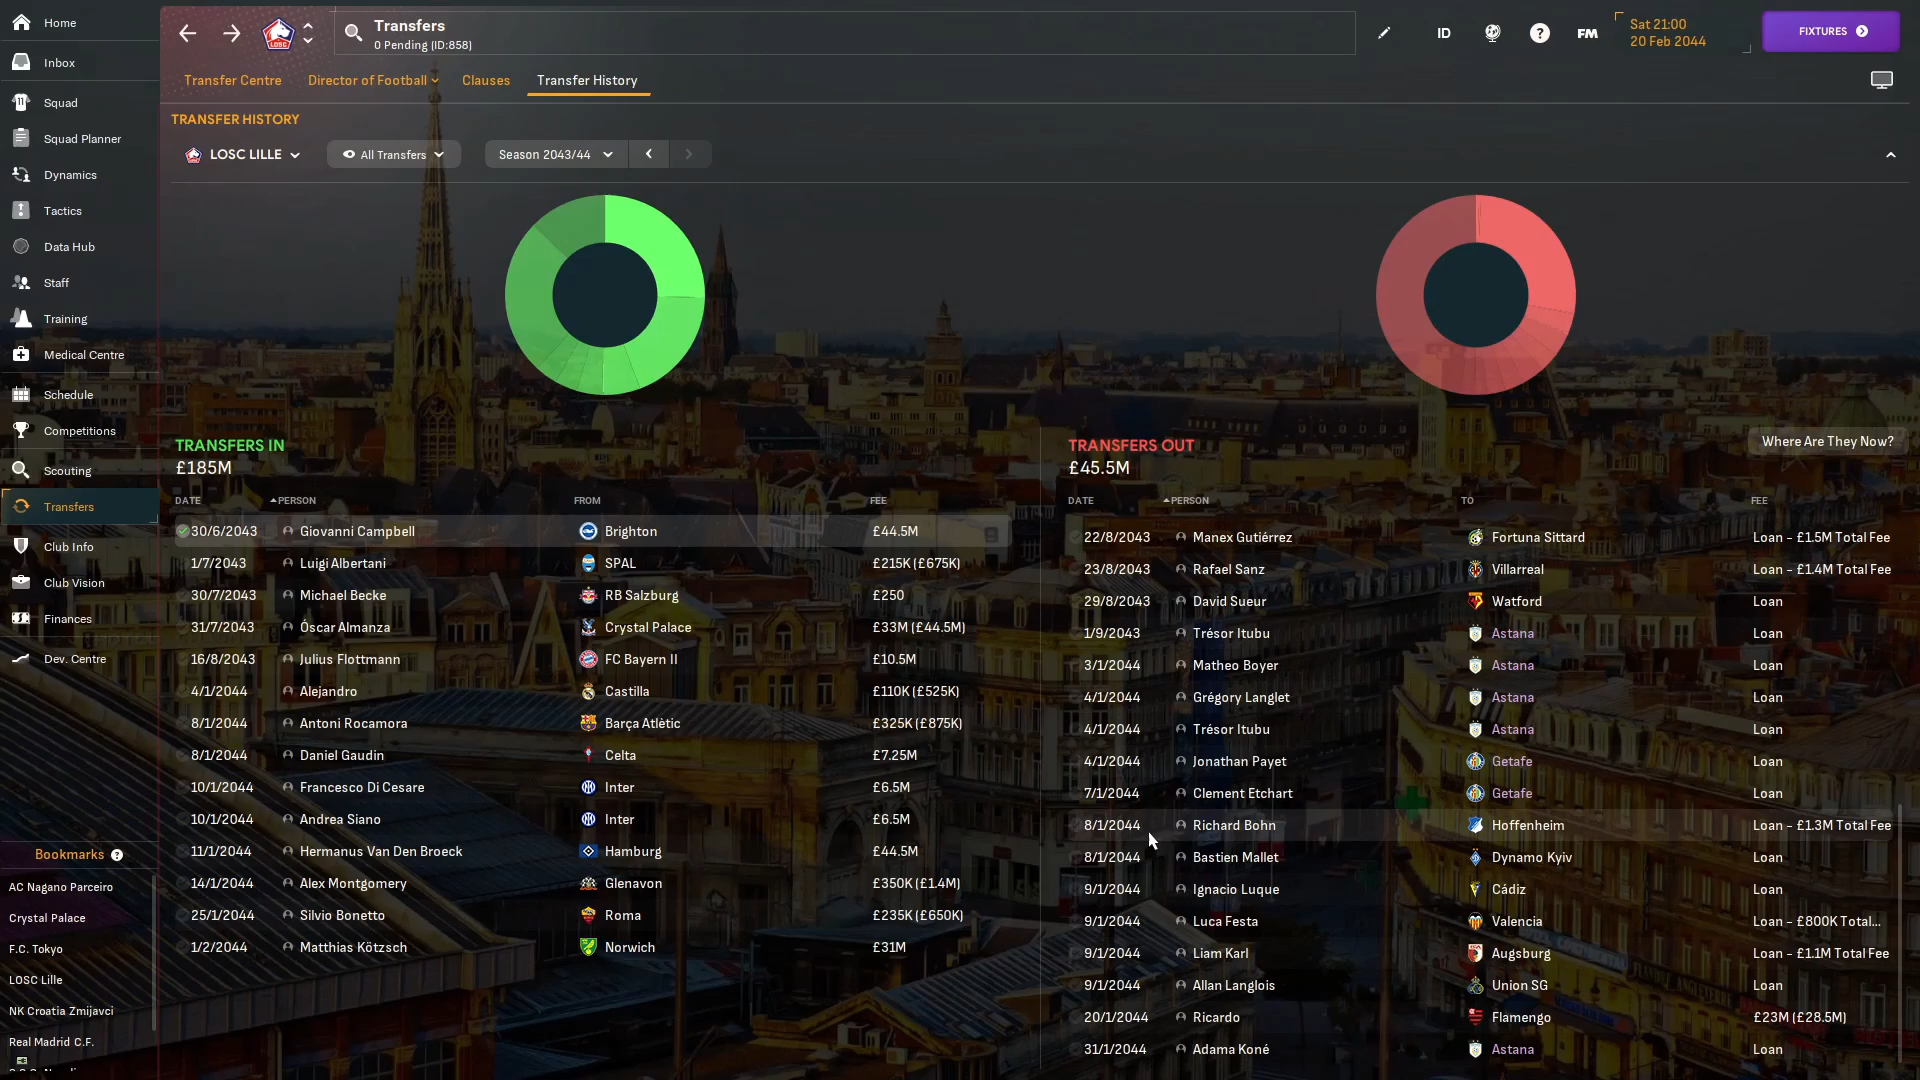 Home
Inbox
Squad
Squad Planner
Dynamics
Tactics
Data Hub
Staff
Training
Medical Centre
Schedule
Competitions
Scouting
Transfers
Club Info
Club Vision
Finances
Dev. Centre
Bookmarks ?
AC Nagano Parceiro
Crystal Palace
F.C. Tokyo
LOSC Lille
NK Croatia Zmijavci
Real Madrid C.F.
Transfers
0 Pending (ID:858)
ID ? FM
Sat 21:00
20 Feb 2044
FIXTURES
Transfer Centre Director of Football Clauses Transfer History
TRANSFER HISTORY
LOSC LILLE All Transfers Season 2043/44
TRANSFERS IN
£185M
DATE PERSON FROM FEE
30/6/2043 Giovanni Campbell Brighton £44.5M
1/7/2043 Luigi Albertani SPAL £215K (£675K)
30/7/2043 Michael Becke RB Salzburg £250
31/7/2043 Óscar Almanza Crystal Palace £33M (£44.5M)
16/8/2043 Julius Flottmann FC Bayern II £10.5M
4/1/2044 Alejandro Castilla £110K (£525K)
8/1/2044 Antoni Rocamora Barça Atlètic £325K (£875K)
8/1/2044 Daniel Gaudin Celta £7.25M
10/1/2044 Francesco Di Cesare Inter £6.5M
10/1/2044 Andrea Siano Inter £6.5M
11/1/2044 Hermanus Van Den Broeck Hamburg £44.5M
14/1/2044 Alex Montgomery Glenavon £350K (£1.4M)
25/1/2044 Silvio Bonetto Roma £235K (£650K)
1/2/2044 Matthias Kötzsch Norwich £31M
TRANSFERS OUT
£45.5M
Where Are They Now?
DATE PERSON TO FEE
22/8/2043 Manex Gutiérrez Fortuna Sittard Loan - £1.5M Total Fee
23/8/2043 Rafael Sanz Villarreal Loan - £1.4M Total Fee
29/8/2043 David Sueur Watford Loan
1/9/2043 Trésor Itubu Astana Loan
3/1/2044 Matheo Boyer Astana Loan
4/1/2044 Grégory Langlet Astana Loan
4/1/2044 Trésor Itubu Astana Loan
4/1/2044 Jonathan Payet Getafe Loan
7/1/2044 Clement Etchart Getafe Loan
8/1/2044 Richard Bohn Hoffenheim Loan - £1.3M Total Fee
8/1/2044 Bastien Mallet Dynamo Kyiv Loan
9/1/2044 Ignacio Luque Cádiz Loan
9/1/2044 Luca Festa Valencia Loan - £800K Total...
9/1/2044 Liam Karl Augsburg Loan - £1.1M Total Fee
9/1/2044 Allan Langlois Union SG Loan
20/1/2044 Ricardo Flamengo £23M (£28.5M)
31/1/2044 Adama Koné Astana Loan